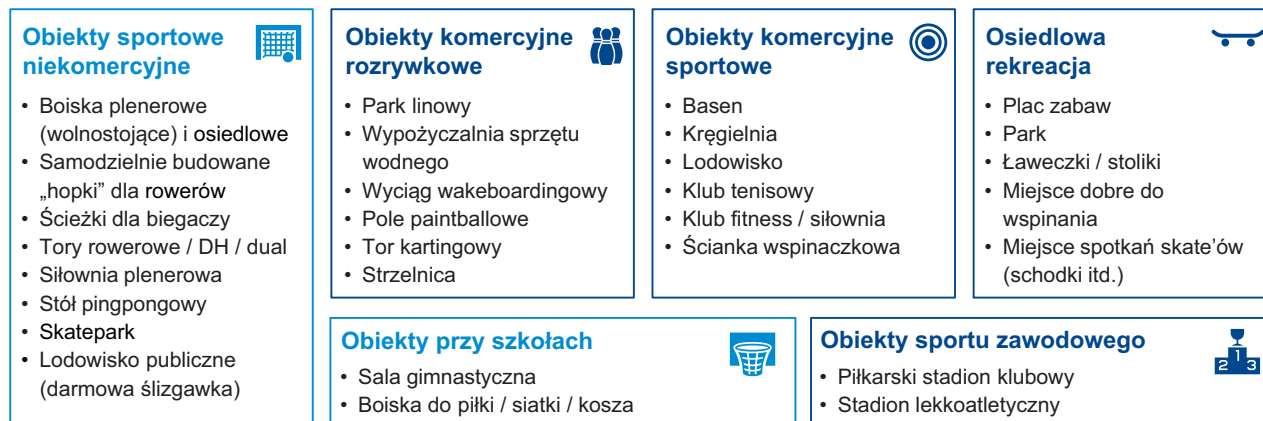 Obiekty sportowe
niekomercyjne
• Boiska plenerowe
(wolnostojące) i osiedlowe
• Samodzielnie budowane
„hopki” dla rowerów
• Ścieżki dla biegaczy
• Tory rowerowe / DH / dual
• Siłownia plenerowa
• Stół pingpongowy
• Skatepark
• Lodowisko publiczne
(darmowa ślizgawka)
Obiekty komercyjne
rozrywkowe
• Park linowy
• Wypożyczalnia sprzętu
wodnego
• Wyciąg wakeboardingowy
• Pole paintballowe
• Tor kartingowy
• Strzelnica
Obiekty komercyjne
sportowe
• Basen
• Kręgielnia
• Lodowisko
• Klub tenisowy
• Klub fitness / siłownia
• Ścianka wspinaczkowa
Osiedlowa
rekreacja
• Plac zabaw
• Park
• Ławeczki / stoliki
• Miejsce dobre do
wspinania
• Miejsce spotkań skate’ów
(schodki itd.)
Obiekty przy szkołach
• Sala gimnastyczna
• Boiska do piłki / siatki / kosza
Obiekty sportu zawodowego
2 1 3
• Piłkarski stadion klubowy
• Stadion lekkoatletyczny